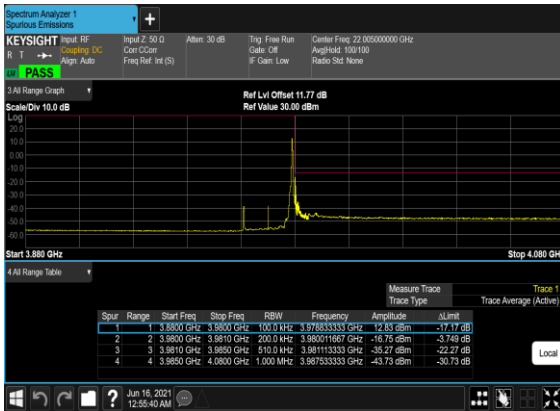 Spectrum Analyzer 1
Spurious Emissions
+
KEYSIGHT Input: RF Input Z: 50 Ω Atten: 30 dB Trig: Free Run Center Freq: 22.005000000 GHz
R T Coupling: DC Corr CCorr Gate: Off Avg|Hold: 100/100
Align: Auto Freq Ref: Int (S) IF Gain: Low Radio Std: None
PASS
3 All Range Graph
Ref Lvl Offset 11.77 dB
Scale/Div 10.0 dB Ref Value 30.00 dBm
Log
20.0
10.0
0.00
-10.0
-20.0
-30.0
-40.0
-50.0
-60.0
Start 3.880 GHz Stop 4.080 GH
4 All Range Table
Measure Trace Trace 1
Trace Type Trace Average (Active)
Spur Range Start Freq Stop Freq RBW Frequency Amplitude ΔLimit
1 1 3.8800 GHz 3.9800 GHz 100.0 kHz 3.978833333 GHz 12.83 dBm -17.17 dB
2 2 3.9800 GHz 3.9810 GHz 200.0 kHz 3.980011667 GHz -16.75 dBm -3.749 dB
3 3 3.9810 GHz 3.9850 GHz 510.0 kHz 3.981113333 GHz -35.27 dBm -22.27 dB
4 4 3.9850 GHz 4.0800 GHz 1.000 MHz 3.987533333 GHz -43.73 dBm -30.73 dB
Local
?
Jun 16, 2021
12:55:40 AM